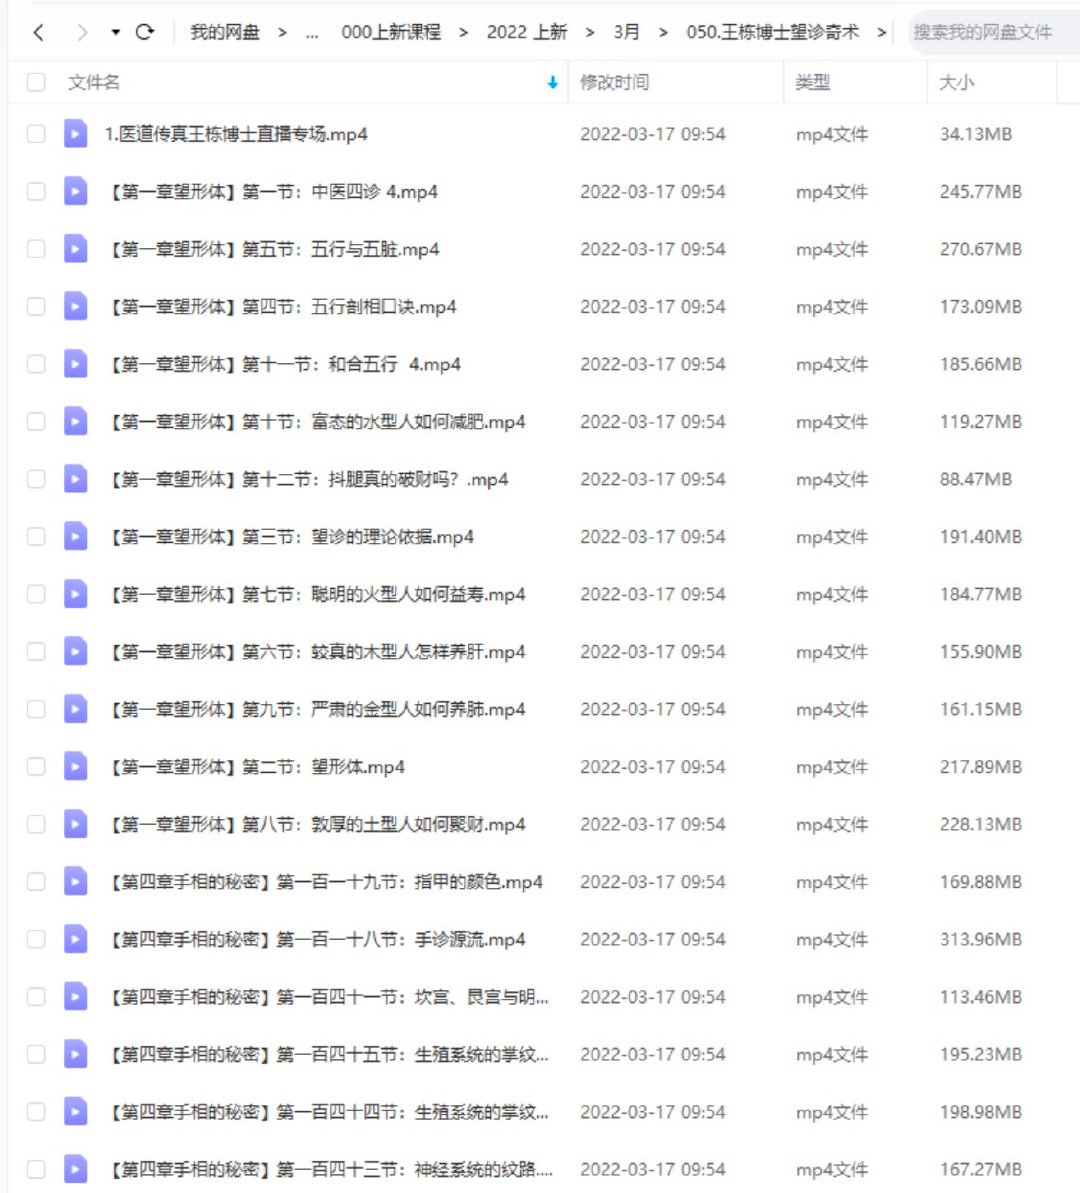 我的网盘 > ... 000上新课程 > 2022 上新 > 3月 > 050.王栋博士望诊奇术 > 搜索我的网盘文件
文件名 修改时间 类型 大小
1.医道传真王栋博士直播专场.mp4 2022-03-17 09:54 mp4文件 34.13MB
【第一章望形体】第一节：中医四诊 4.mp4 2022-03-17 09:54 mp4文件 245.77MB
【第一章望形体】第五节：五行与五脏.mp4 2022-03-17 09:54 mp4文件 270.67MB
【第一章望形体】第四节：五行剖相口诀.mp4 2022-03-17 09:54 mp4文件 173.09MB
【第一章望形体】第十一节：和合五行 4.mp4 2022-03-17 09:54 mp4文件 185.66MB
【第一章望形体】第十节：富态的水型人如何减肥.mp4 2022-03-17 09:54 mp4文件 119.27MB
【第一章望形体】第十二节：抖腿真的破财吗？.mp4 2022-03-17 09:54 mp4文件 88.47MB
【第一章望形体】第三节：望诊的理论依据.mp4 2022-03-17 09:54 mp4文件 191.40MB
【第一章望形体】第七节：聪明的火型人如何益寿.mp4 2022-03-17 09:54 mp4文件 184.77MB
【第一章望形体】第六节：较真的木型人怎样养肝.mp4 2022-03-17 09:54 mp4文件 155.90MB
【第一章望形体】第九节：严肃的金型人如何养肺.mp4 2022-03-17 09:54 mp4文件 161.15MB
【第一章望形体】第二节：望形体.mp4 2022-03-17 09:54 mp4文件 217.89MB
【第一章望形体】第八节：敦厚的土型人如何聚财.mp4 2022-03-17 09:54 mp4文件 228.13MB
【第四章手相的秘密】第一百一十九节：指甲的颜色.mp4 2022-03-17 09:54 mp4文件 169.88MB
【第四章手相的秘密】第一百一十八节：手诊源流.mp4 2022-03-17 09:54 mp4文件 313.96MB
【第四章手相的秘密】第一百四十一节：坎宫、艮宫与明... 2022-03-17 09:54 mp4文件 113.46MB
【第四章手相的秘密】第一百四十五节：生殖系统的掌纹... 2022-03-17 09:54 mp4文件 195.23MB
【第四章手相的秘密】第一百四十四节：生殖系统的掌纹... 2022-03-17 09:54 mp4文件 198.98MB
【第四章手相的秘密】第一百四十三节：神经系统的纹路.... 2022-03-17 09:54 mp4文件 167.27MB